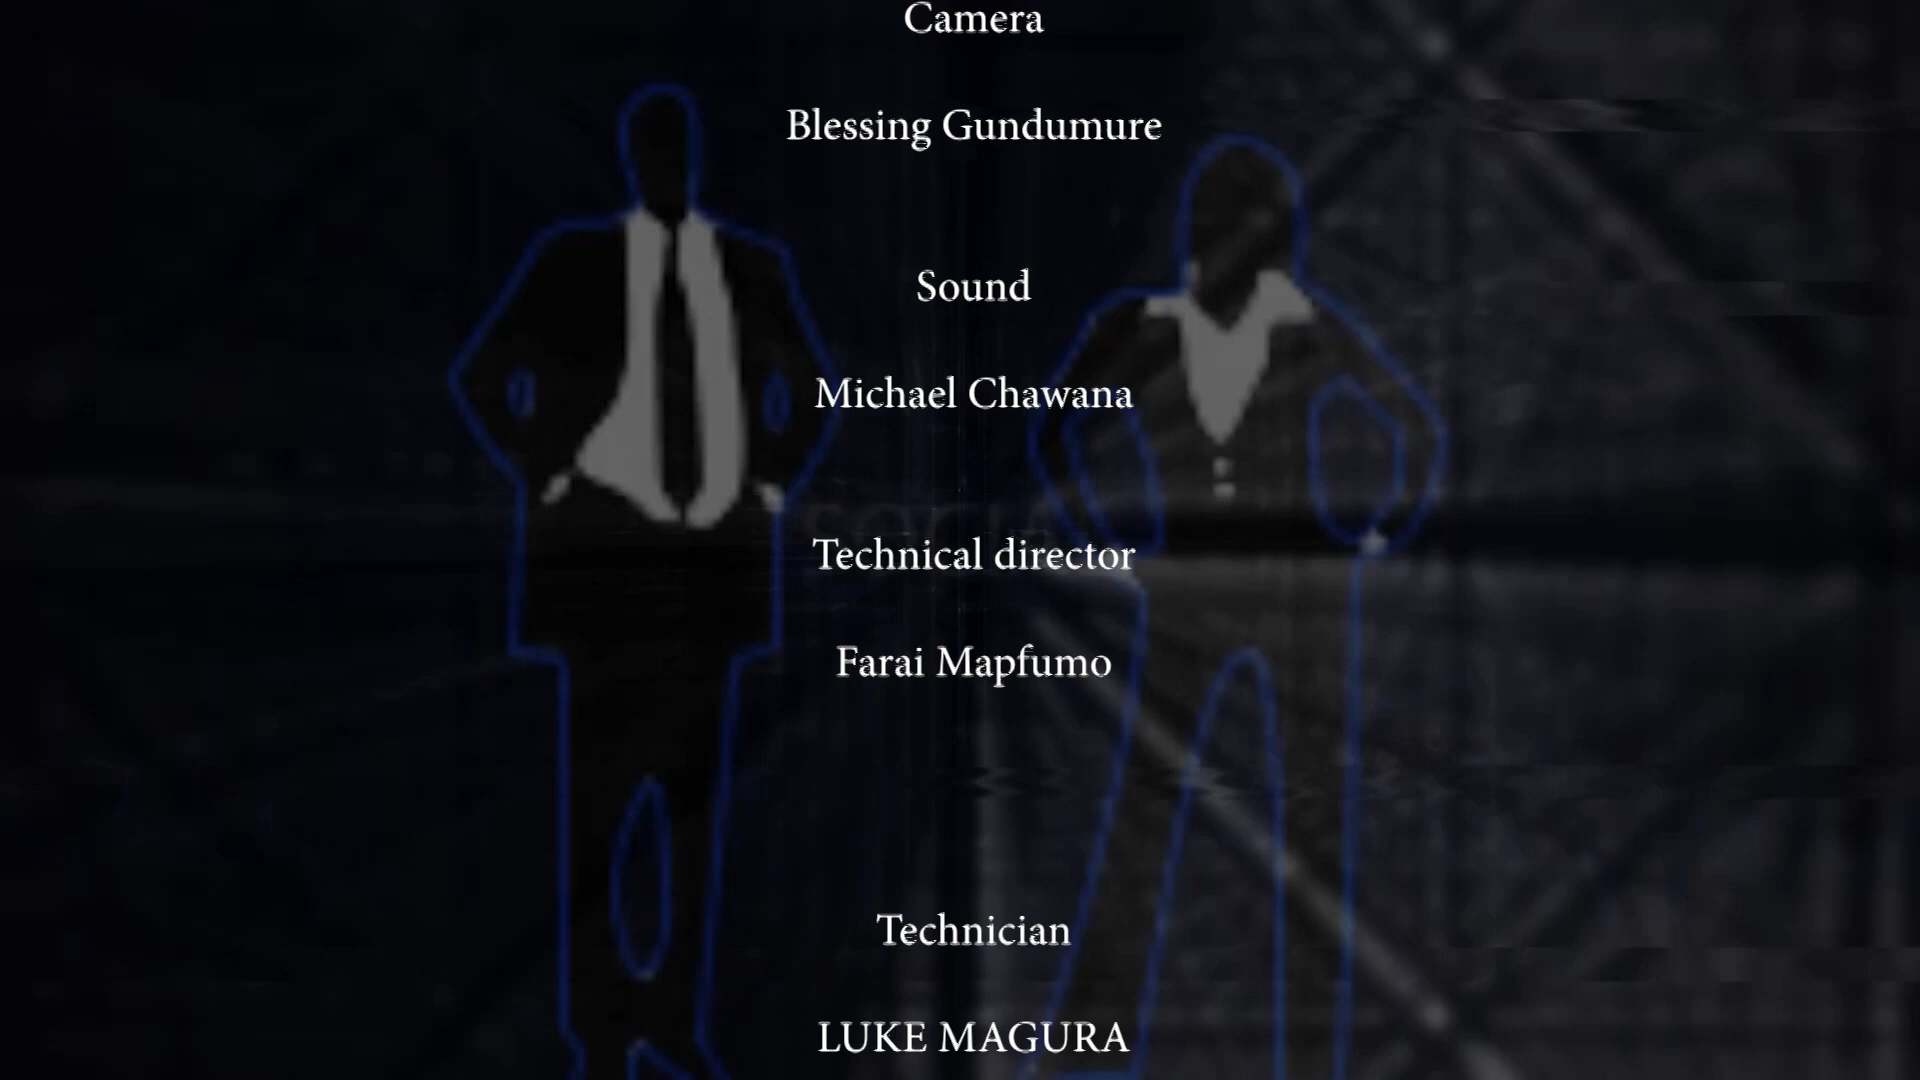 Camera
Blessing Gundumure
Sound
Michael Chawana
Technical director
Farai Mapfumo
Technician
LUKE MAGURA